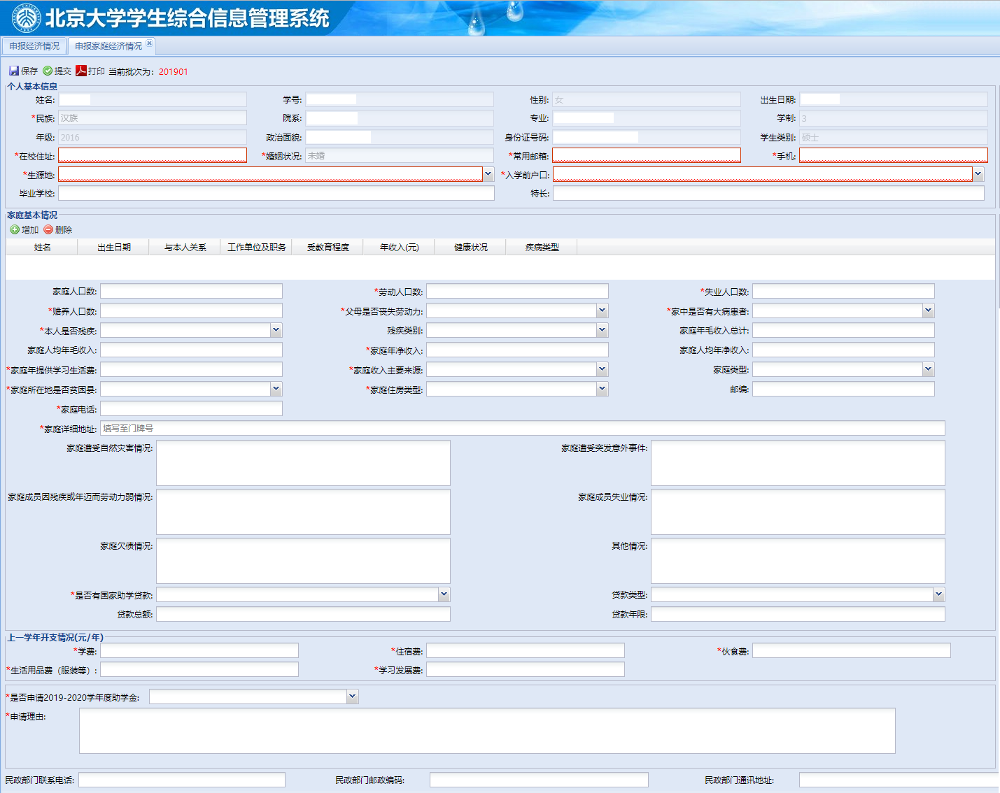 北京大学学生综合信息管理系统
申报经济情况 申报家庭经济情况
保存 提交 打印 当前批次为：201901
个人基本信息
姓名: 学号: 性别: 女 出生日期:
*民族: 汉族 院系: 专业: 学制: 3
年级: 2016 政治面貌: 身份证号码: 学生类别: 硕士
*在校住址: *婚姻状况: 未婚 *常用邮箱: *手机:
*生源地: *入学前户口:
毕业学校: 特长:
家庭基本情况
增加 删除
姓名 出生日期 与本人关系 工作单位及职务 受教育程度 年收入(元) 健康状况 疾病类型
家庭人口数: *劳动人口数: *失业人口数:
*赡养人口数: *父母是否丧失劳动力: *家中是否有大病患者:
*本人是否残疾: 残疾类别: 家庭年毛收入总计:
家庭人均年毛收入: *家庭年净收入: 家庭人均年净收入:
*家庭年提供学习生活费: *家庭收入主要来源: 家庭类型:
*家庭所在地是否贫困县: *家庭住房类型: 邮编:
*家庭电话:
*家庭详细地址: 填写至门牌号
家庭遭受自然灾害情况: 家庭遭受突发意外事件:
家庭成员因残疾或年迈而劳动力弱情况: 家庭成员失业情况:
家庭欠债情况: 其他情况:
*是否有国家助学贷款: 贷款类型:
贷款总额: 贷款年限:
上一学年开支情况(元/年)
*学费: *住宿费: *伙食费:
*生活用品费（服装等）: *学习发展费:
*是否申请2019-2020学年度助学金:
*申请理由:
民政部门联系电话: 民政部门邮政编码: 民政部门通讯地址: